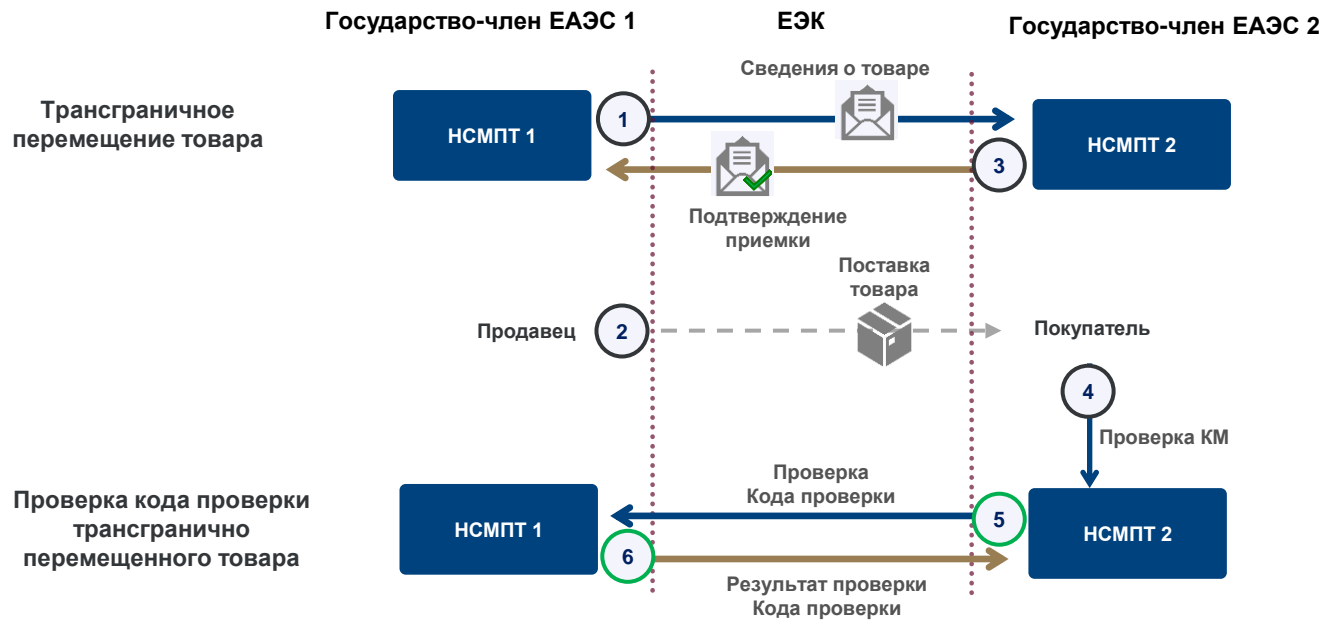 Государство-член ЕАЭС 1
ЕЭК
Государство-член ЕАЭС 2
Трансграничное
перемещение товара
НСМПТ 1
1
Сведения о товаре
НСМПТ 2
3
Подтверждение
приемки
Поставка
товара
Продавец
2
Покупатель
4
Проверка КМ
Проверка кода проверки
трансгранично
перемещенного товара
НСМПТ 1
Проверка
Кода проверки
5
НСМПТ 2
6
Результат проверки
Кода проверки